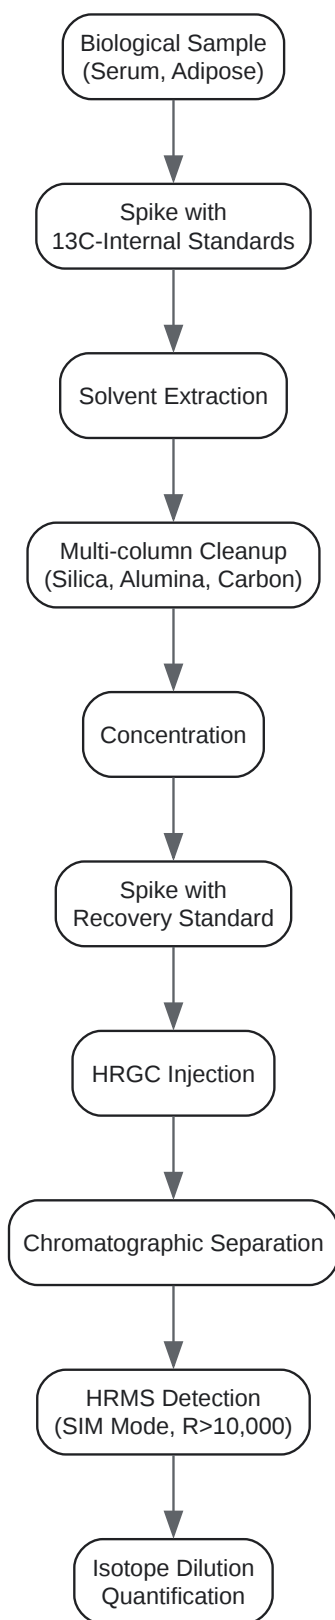 Biological Sample
(Serum, Adipose)
Spike with
13C-Internal Standards
Solvent Extraction
Multi-column Cleanup
(Silica, Alumina, Carbon)
Concentration
Spike with
Recovery Standard
HRGC Injection
Chromatographic Separation
HRMS Detection
(SIM Mode, R>10,000)
Isotope Dilution
Quantification